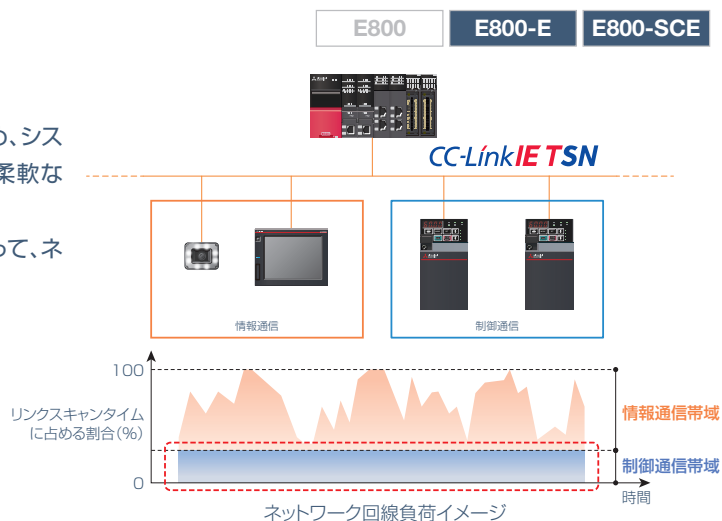 E800 E800-E E800-SCE
CC-Link IE TSN
め、シス
柔軟な
って、ネ
情報通信
制御通信
100
リンクスキャンタイム
に占める割合(%)
0
情報通信帯域
制御通信帯域
時間
ネットワーク回線負荷イメージ